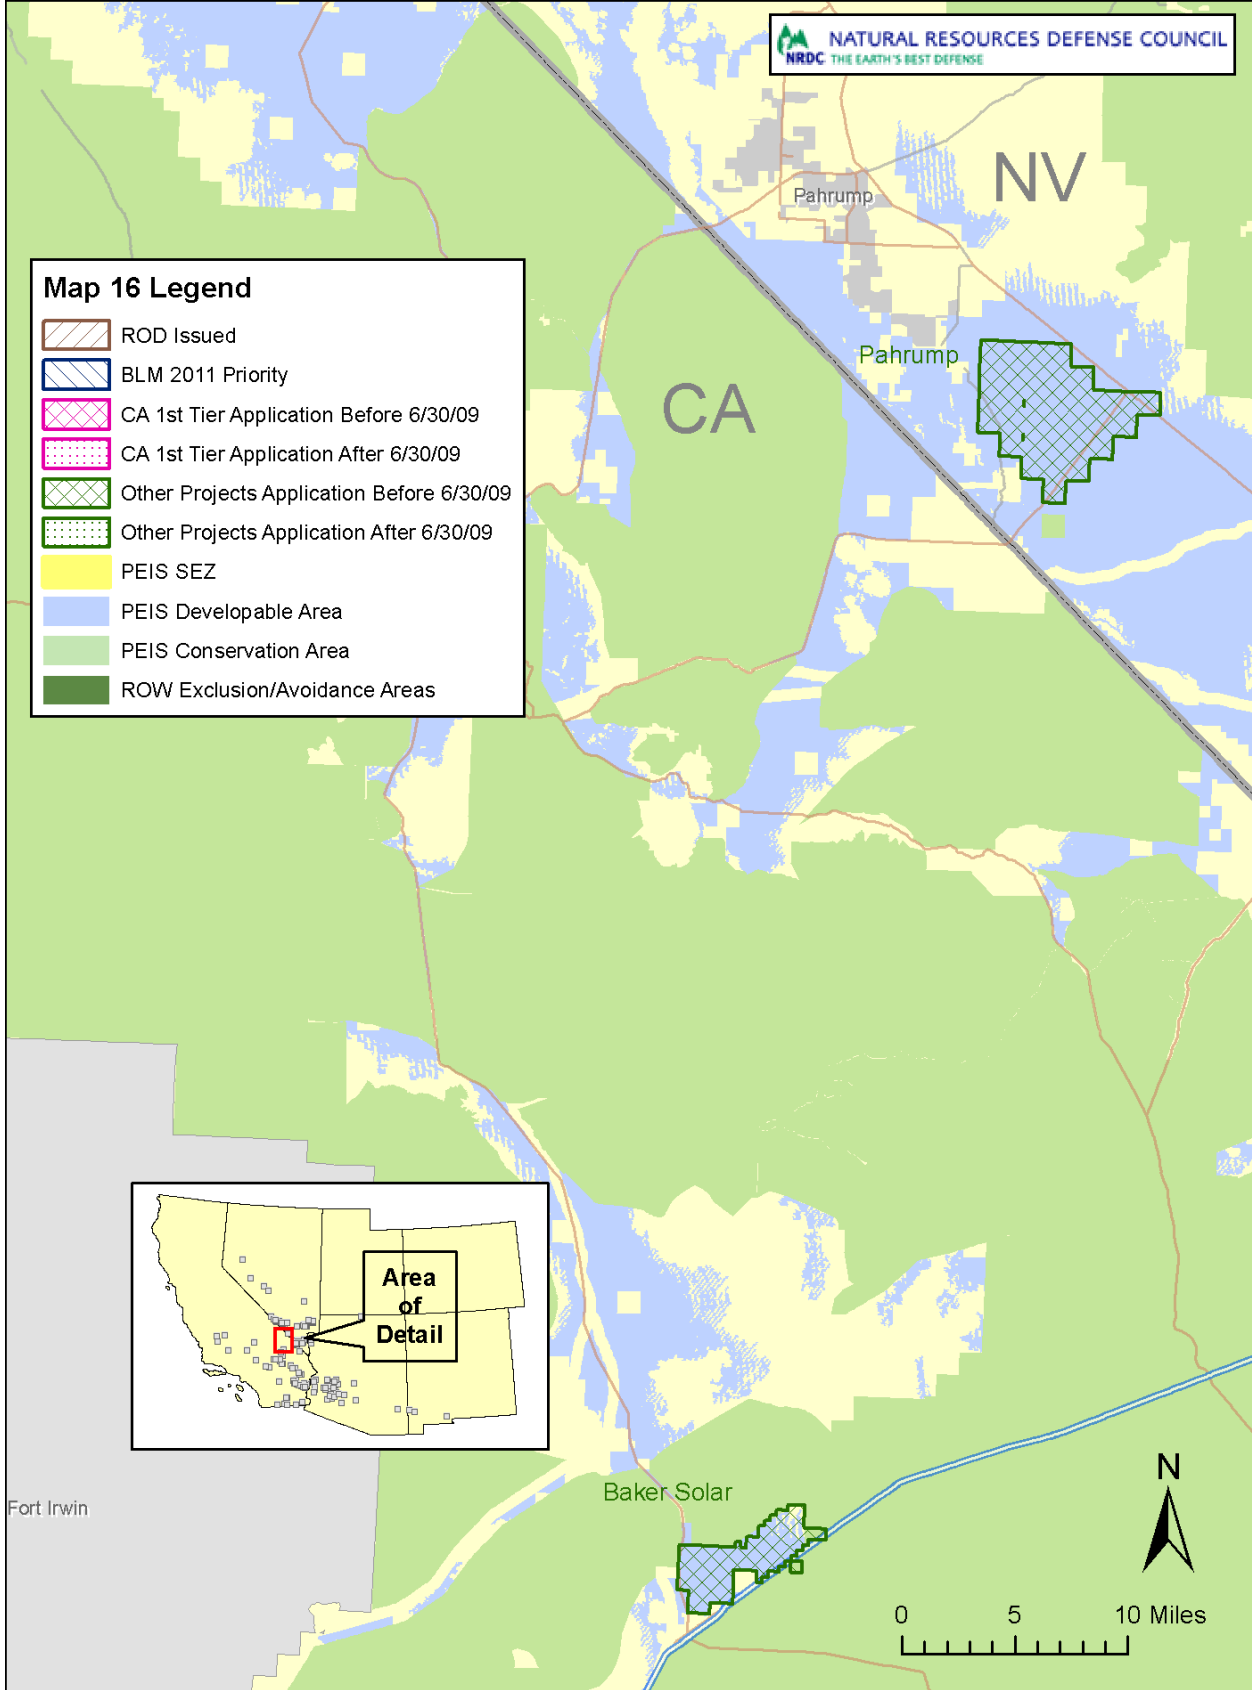 NATURAL RESOURCES DEFENSE COUNCIL
NRDC THE EARTH'S BEST DEFENSE
NV
Pahrump
Map 16 Legend
ROD Issued
BLM 2011 Priority
CA 1st Tier Application Before 6/30/09
CA 1st Tier Application After 6/30/09
Other Projects Application Before 6/30/09
Other Projects Application After 6/30/09
PEIS SEZ
PEIS Developable Area
PEIS Conservation Area
ROW Exclusion/Avoidance Areas
Pahrump
CA
Area
of
Detail
Fort Irwin
Baker Solar
N
0 5 10 Miles